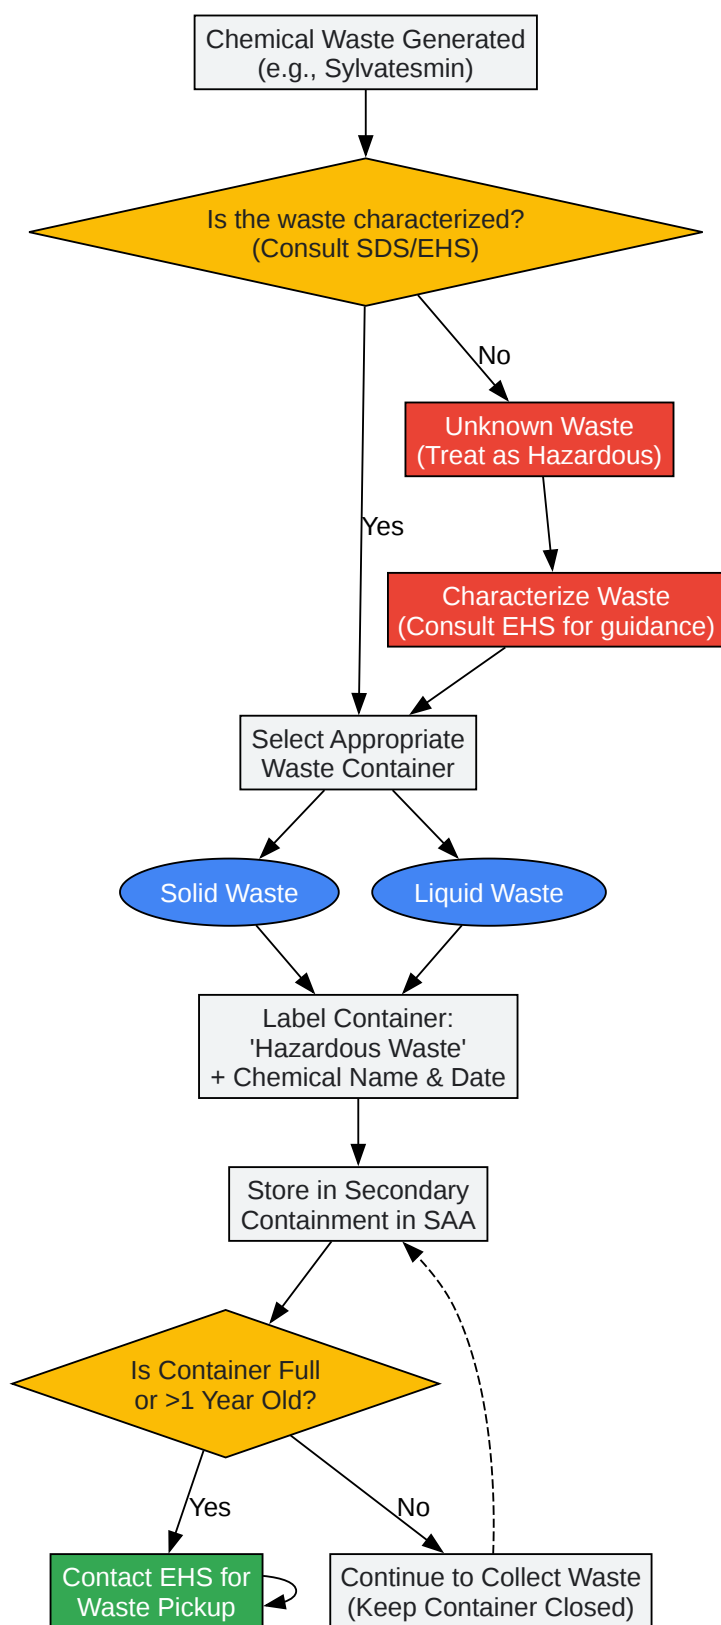 Chemical Waste Generated
(e.g., Sylvatesmin)
Is the waste characterized?
(Consult SDS/EHS)
No
Unknown Waste
(Treat as Hazardous)
Yes
Characterize Waste
(Consult EHS for guidance)
Select Appropriate
Waste Container
Solid Waste
Liquid Waste
Label Container:
'Hazardous Waste'
+ Chemical Name & Date
Store in Secondary
Containment in SAA
Is Container Full
or >1 Year Old?
Yes
No
Contact EHS for
Waste Pickup
Continue to Collect Waste
(Keep Container Closed)